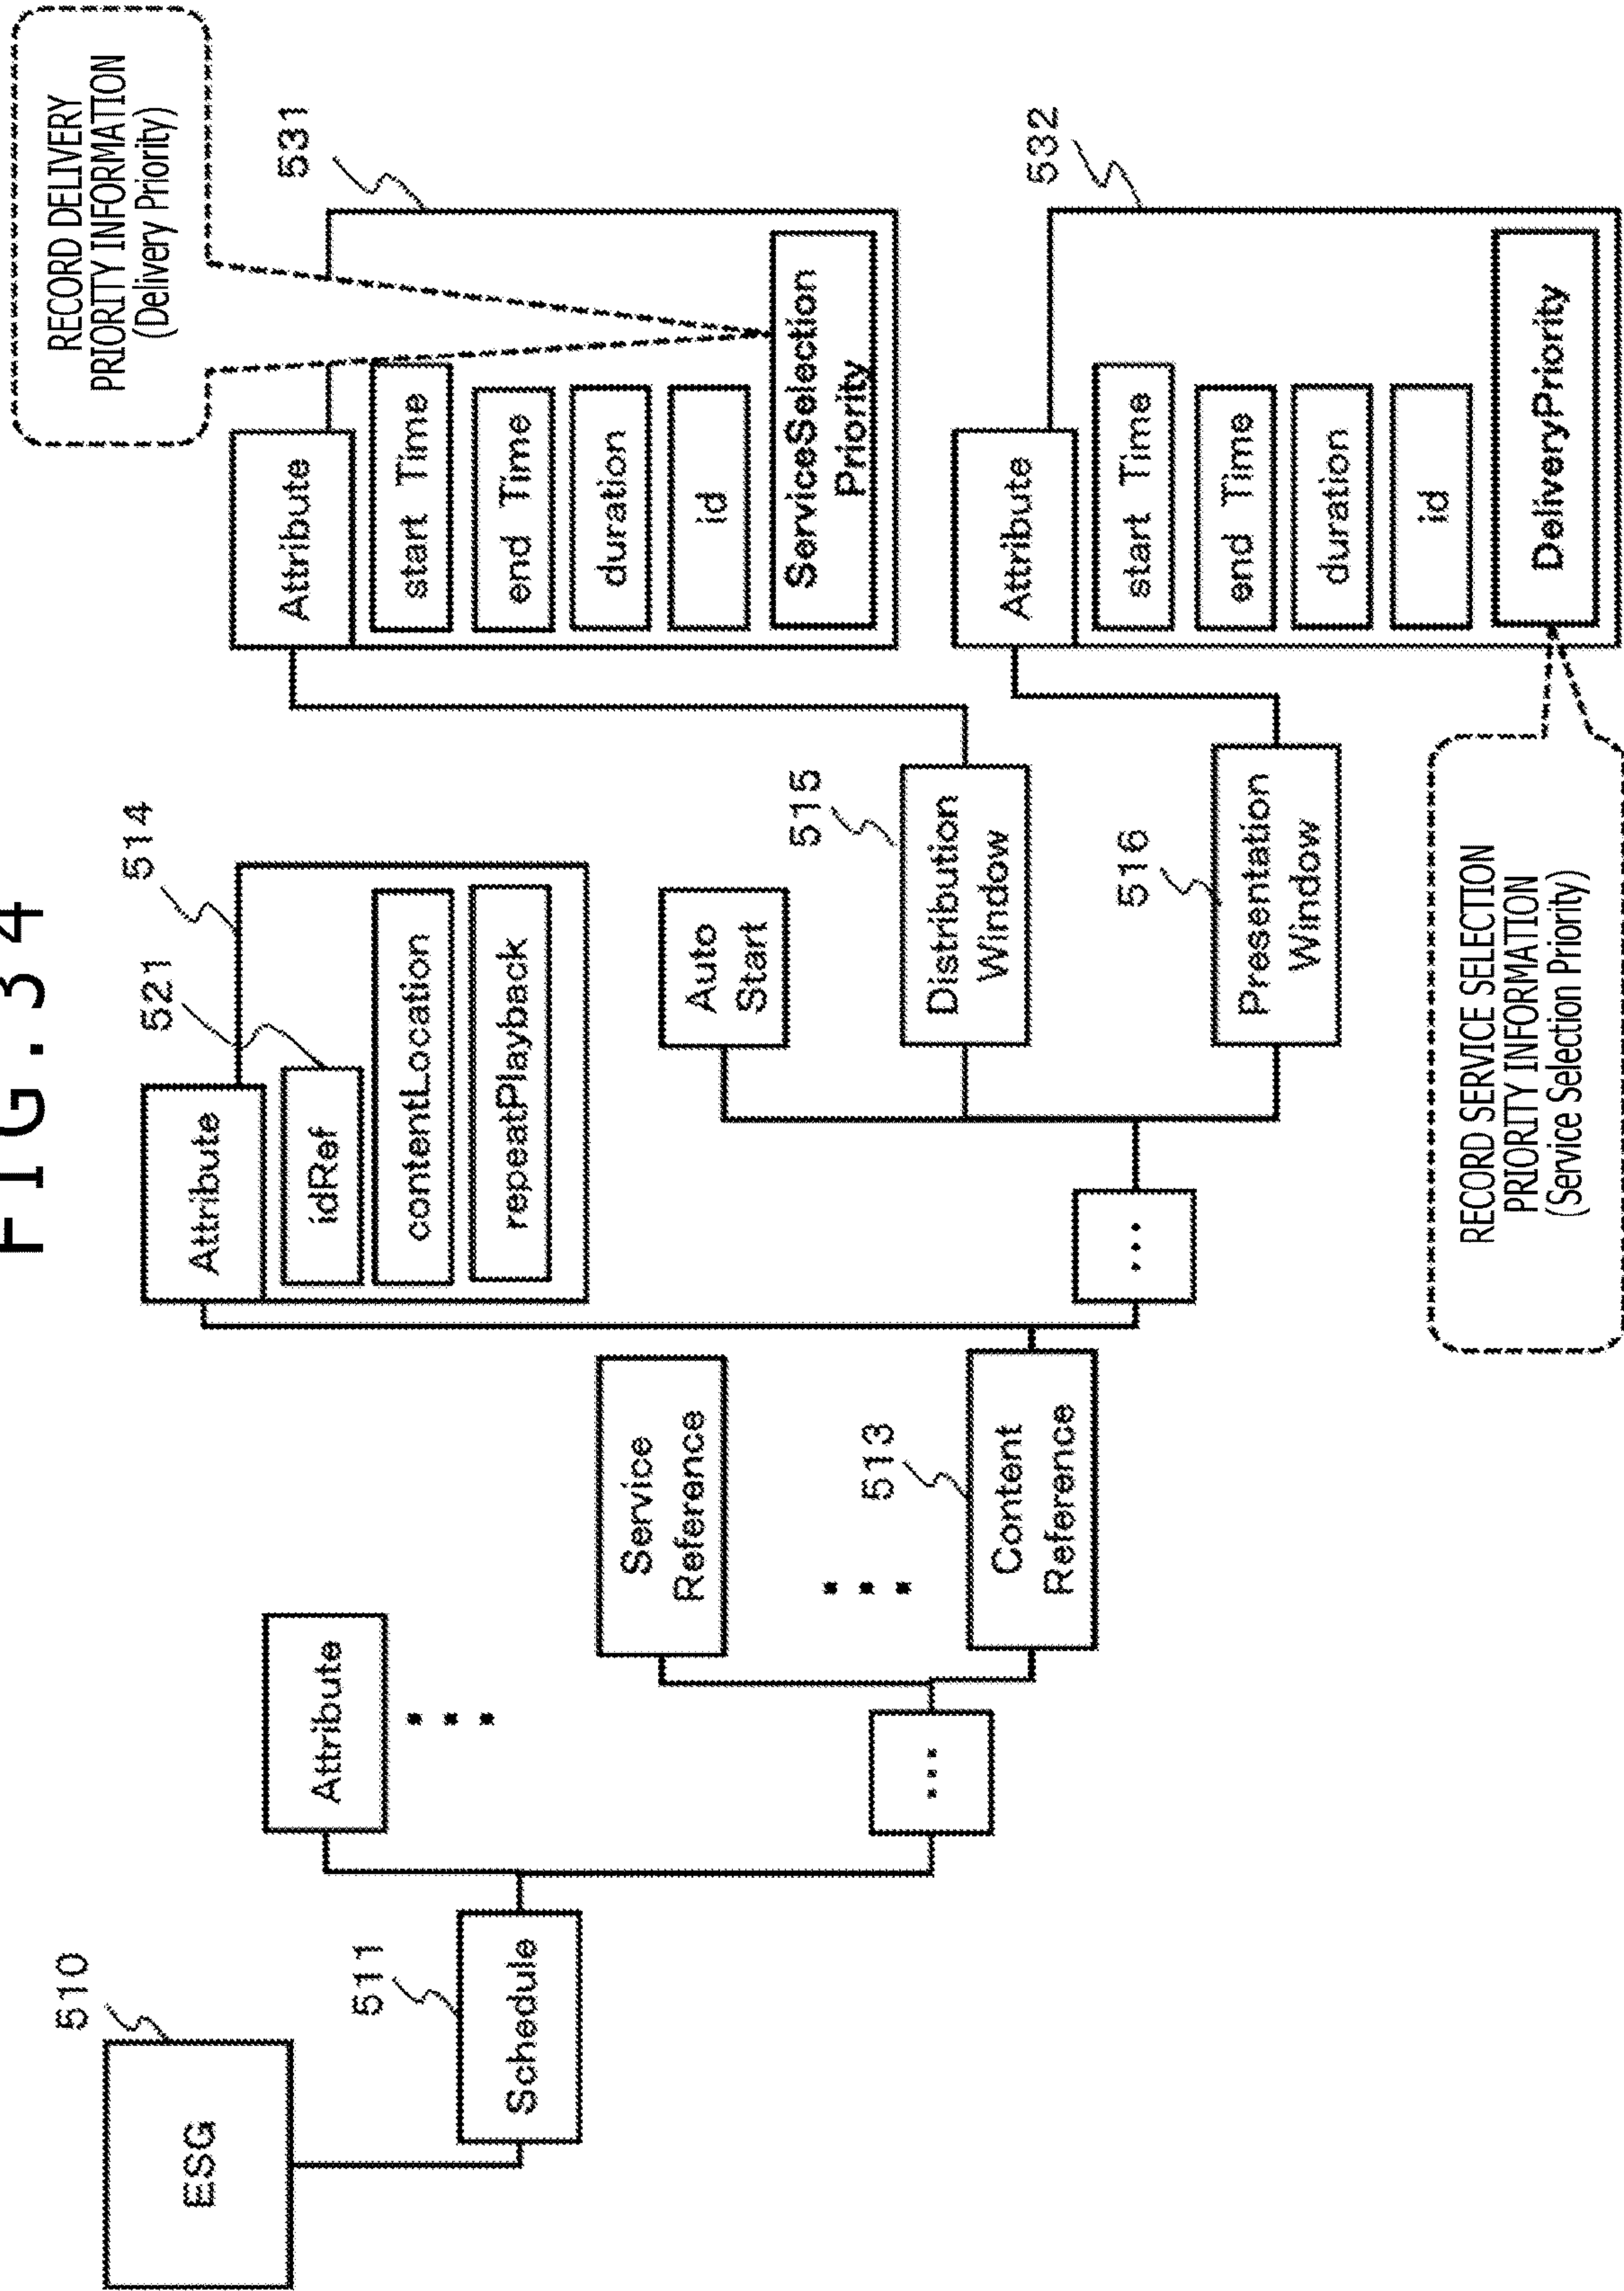 FIG.34
510
ESG
511
Schedule
Attribute
...
...
Service
Reference
...
513
Content
Reference
514
Attribute
521
idRef
contentLocation
repeatPlayback
...
Auto
Start
515
Distribution
Window
516
Presentation
Window
531
Attribute
start Time
end Time
duration
id
ServiceSelection
Priority
RECORD DELIVERY
PRIORITY INFORMATION
(Delivery Priority)
532
Attribute
start Time
end Time
duration
id
DeliveryPriority
RECORD SERVICE SELECTION
PRIORITY INFORMATION
(Service Selection Priority)